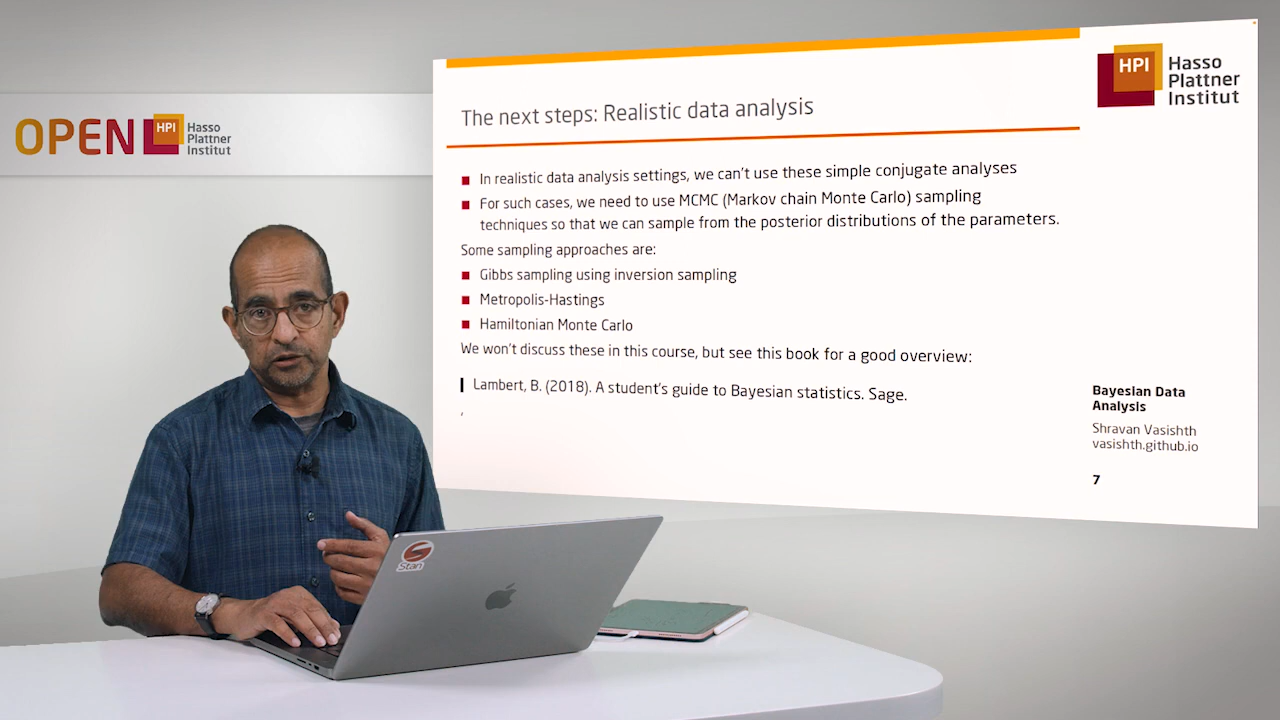 OPEN
HPI
Hasso
Plattner
Institut
The next steps: Realistic data analysis
HPI
Hasso
Plattner
Institut
In realistic data analysis settings, we can't use these simple conjugate analyses
For such cases, we need to use MCMC (Markov chain Monte Carlo) sampling
techniques so that we can sample from the posterior distributions of the parameters.
Some sampling approaches are:
Gibbs sampling using inversion sampling
Metropolis-Hastings
Hamiltonian Monte Carlo
We won't discuss these in this course, but see this book for a good overview:
Lambert, B. (2018). A student's guide to Bayesian statistics. Sage.
,
Bayesian Data
Analysis
Shravan Vasishth
vasishth.github.io
7
Stan